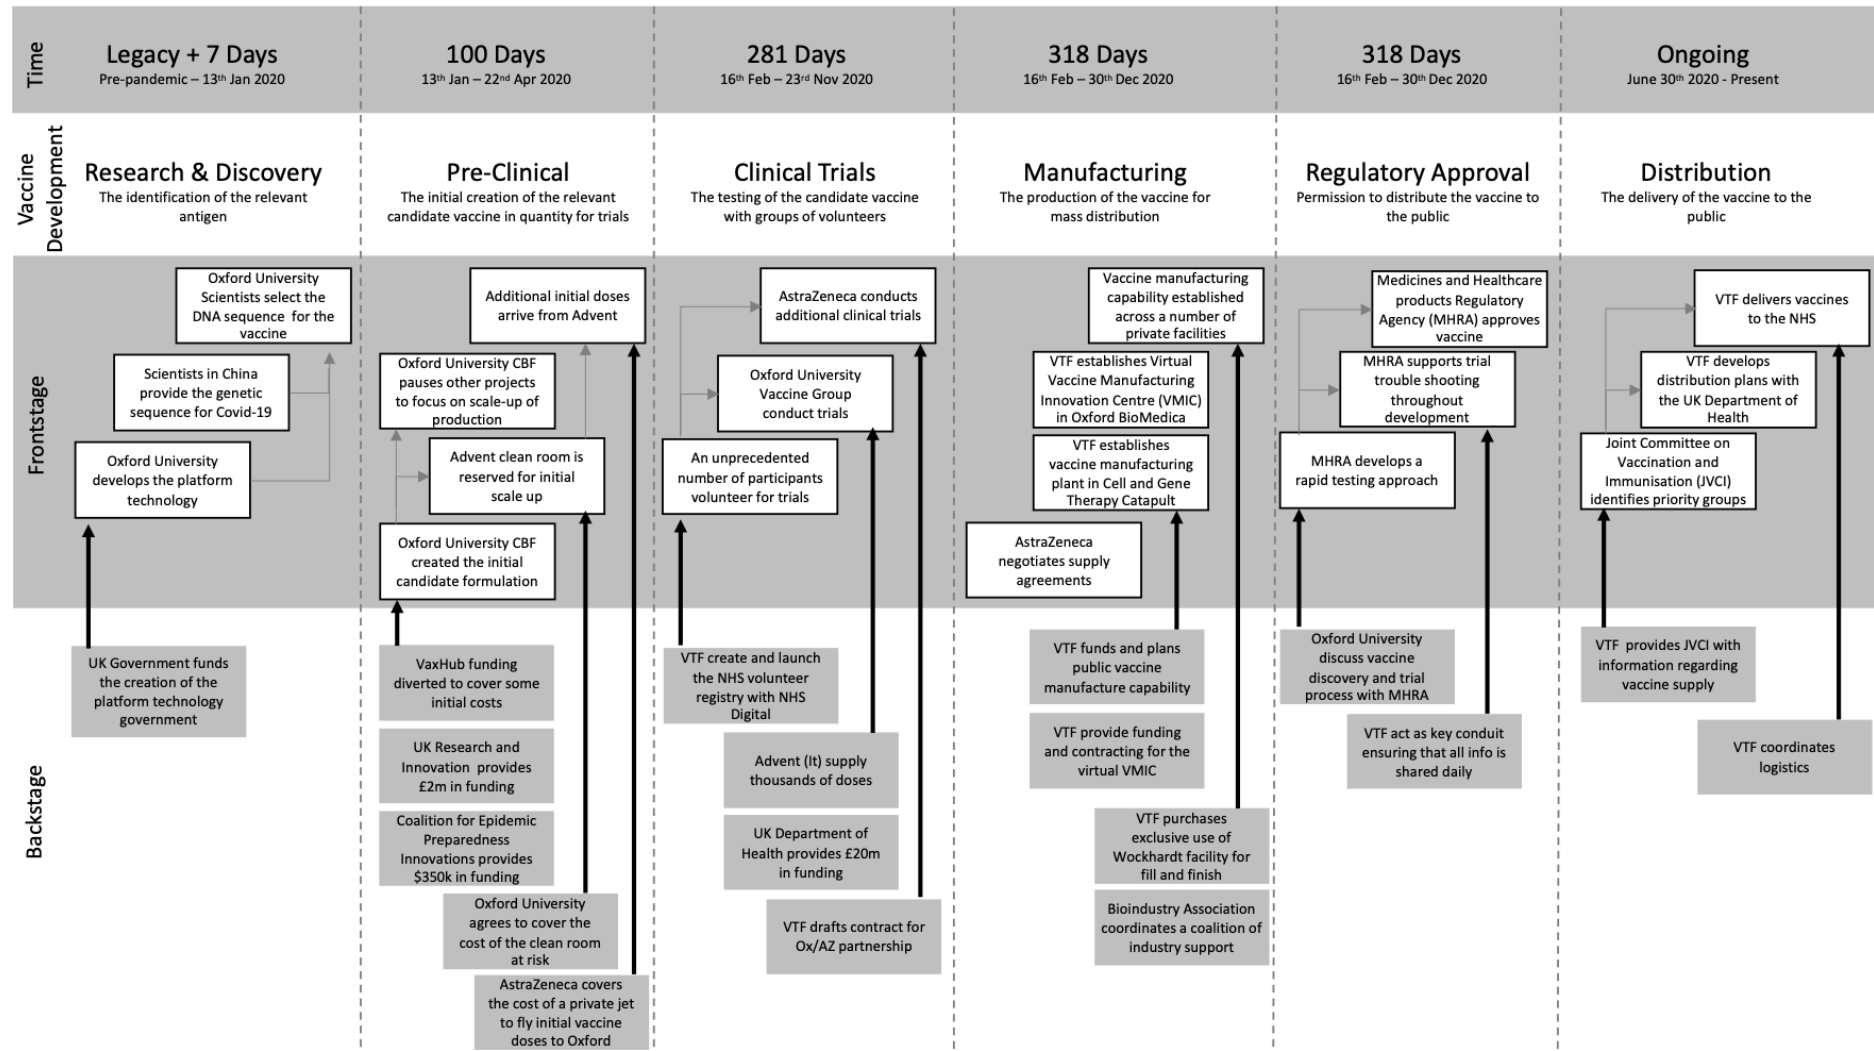 Time
Legacy + 7 Days
Pre-pandemic – 13th Jan 2020
100 Days
13th Jan – 22nd Apr 2020
281 Days
16th Feb – 23rd Nov 2020
318 Days
16th Feb – 30th Dec 2020
318 Days
16th Feb – 30th Dec 2020
Ongoing
June 30th 2020 - Present
Vaccine
Development
Research & Discovery
The identification of the relevant
antigen
Pre-Clinical
The initial creation of the relevant
candidate vaccine in quantity for trials
Clinical Trials
The testing of the candidate vaccine
with groups of volunteers
Manufacturing
The production of the vaccine for
mass distribution
Regulatory Approval
Permission to distribute the vaccine to
the public
Distribution
The delivery of the vaccine to the
public
Frontstage
Oxford University
Scientists select the
DNA sequence for the
vaccine
Scientists in China
provide the genetic
sequence for Covid-19
Oxford University
develops the platform
technology
Additional initial doses
arrive from Advent
Oxford University CBF
pauses other projects
to focus on scale-up of
production
Advent clean room is
reserved for initial
scale up
Oxford University CBF
created the initial
candidate formulation
AstraZeneca conducts
additional clinical trials
Oxford University
Vaccine Group
conduct trials
An unprecedented
number of participants
volunteer for trials
Vaccine manufacturing
capability established
across a number of
private facilities
VTF establishes Virtual
Vaccine Manufacturing
Innovation Centre (VMIC)
in Oxford BioMedica
VTF establishes
vaccine manufacturing
plant in Cell and Gene
Therapy Catapult
AstraZeneca
negotiates supply
agreements
Medicines and Healthcare
products Regulatory
Agency (MHRA) approves
vaccine
MHRA supports trial
trouble shooting
throughout
development
MHRA develops a
rapid testing approach
VTF delivers vaccines
to the NHS
VTF develops
distribution plans with
the UK Department of
Health
Joint Committee on
Vaccination and
Immunisation (JVCI)
identifies priority groups
Backstage
UK Government funds
the creation of the
platform technology
government
VaxHub funding
diverted to cover some
initial costs
UK Research and
Innovation provides
£2m in funding
Coalition for Epidemic
Preparedness
Innovations provides
$350k in funding
Oxford University
agrees to cover the
cost of the clean room
at risk
AstraZeneca covers
the cost of a private jet
to fly initial vaccine
doses to Oxford
VTF create and launch
the NHS volunteer
registry with NHS
Digital
Advent (It) supply
thousands of doses
UK Department of
Health provides £20m
in funding
VTF drafts contract for
Ox/AZ partnership
VTF funds and plans
public vaccine
manufacture capability
VTF provide funding
and contracting for the
virtual VMIC
VTF purchases
exclusive use of
Wockhardt facility for
fill and finish
Bioindustry Association
coordinates a coalition of
industry support
Oxford University
discuss vaccine
discovery and trial
process with MHRA
VTF act as key conduit
ensuring that all info is
shared daily
VTF provides JVCI with
information regarding
vaccine supply
VTF coordinates
logistics